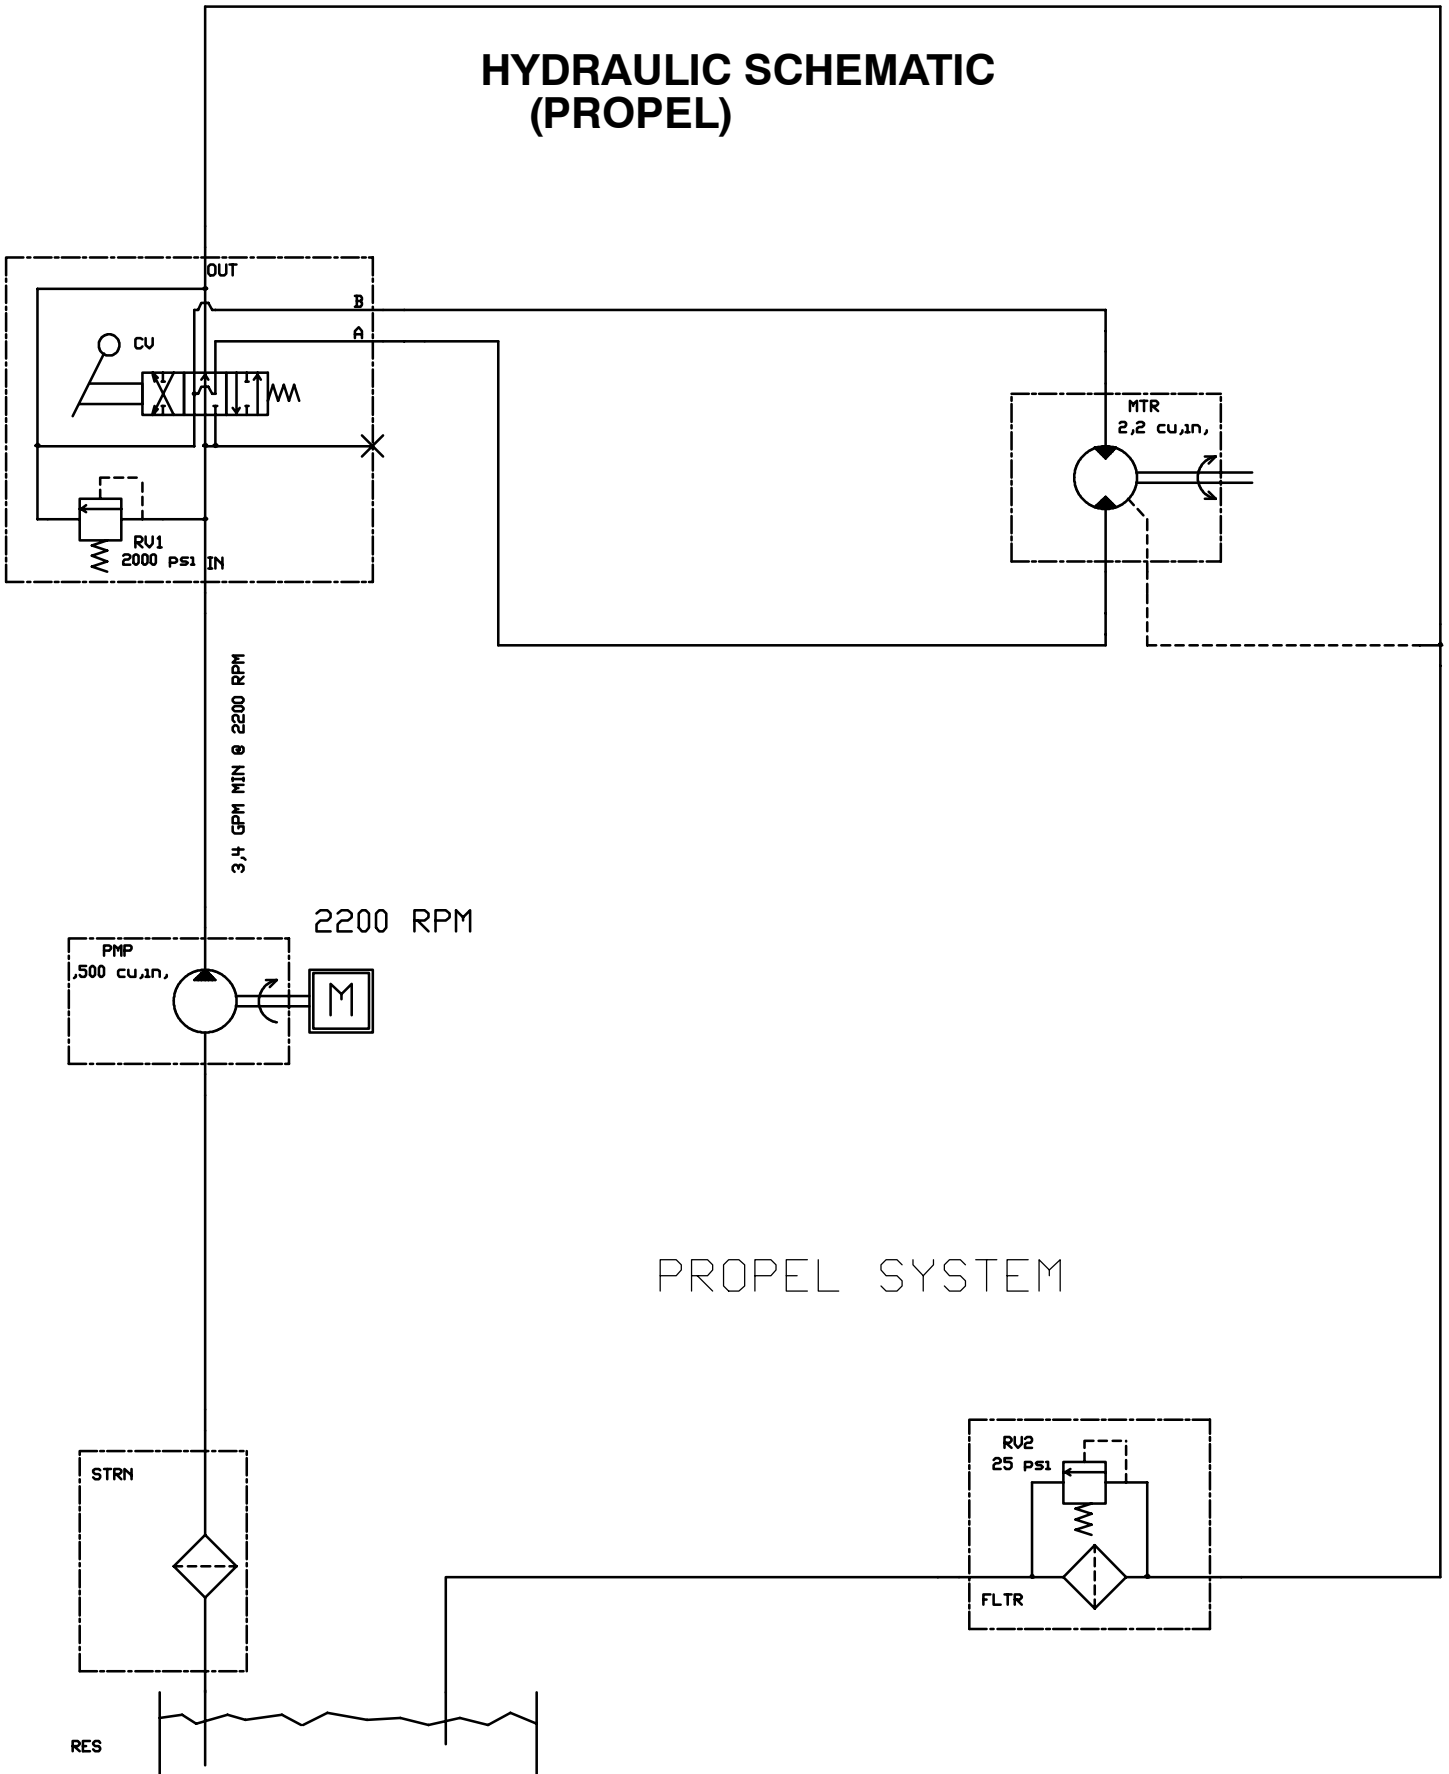 HYDRAULIC SCHEMATIC
(PROPEL)
OUT
B
A
CV
MTR
2,2 cu,in,
RV1
2000 psi IN
3,4 GPM MIN @ 2200 RPM
2200 RPM
PMP
,500 cu,in,
M
PROPEL SYSTEM
RV2
25 psi
STRN
FLTR
RES